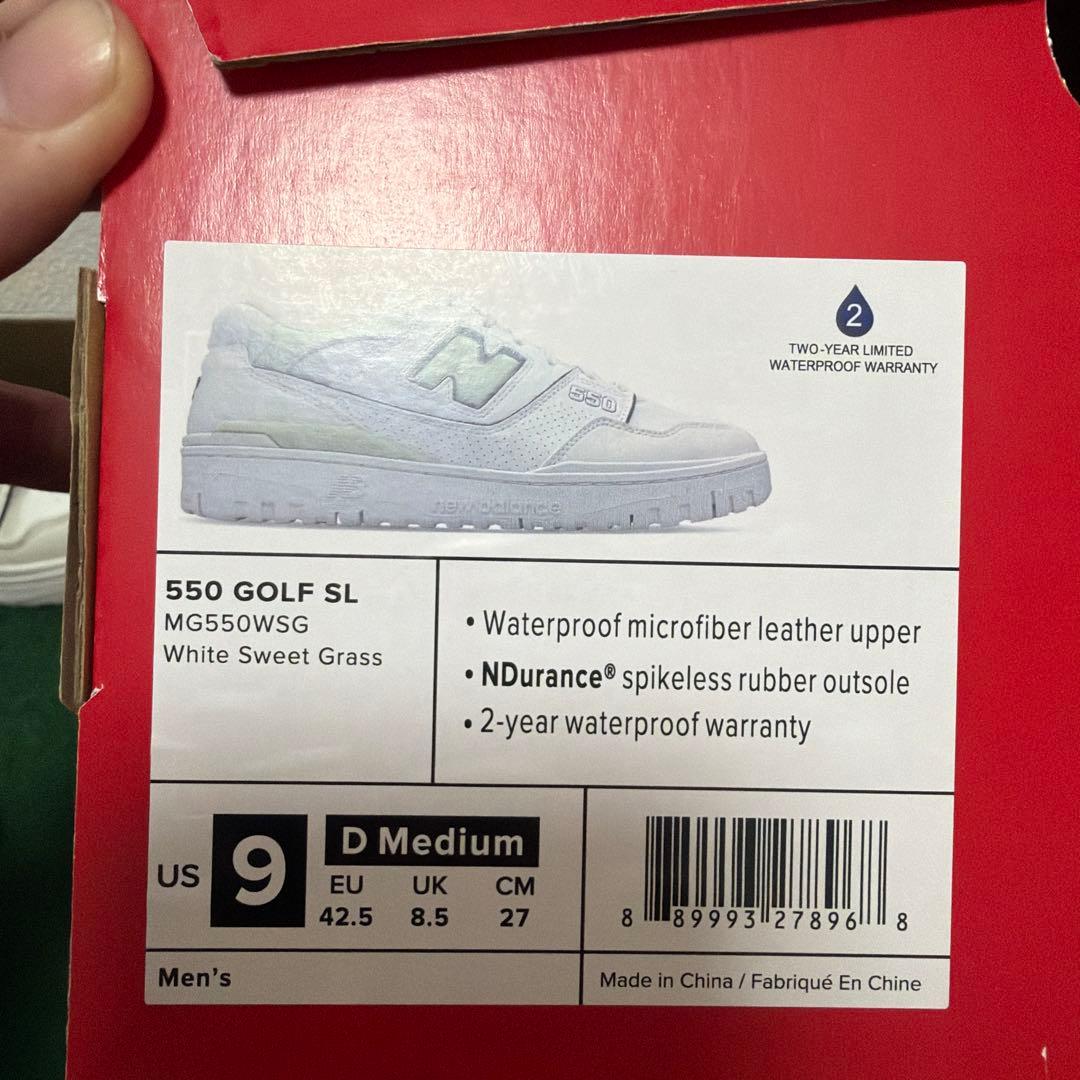 2
TWO-YEAR LIMITED
WATERPROOF WARRANTY
N
550
new balance
550 GOLF SL
MG550WSG
White Sweet Grass
• Waterproof microfiber leather upper
• NDurance® spikeless rubber outsole
• 2-year waterproof warranty
US 9
D Medium
EU UK CM
42.5 8.5 27
8 89993 27896 8
Men's
Made in China / Fabriqué En Chine